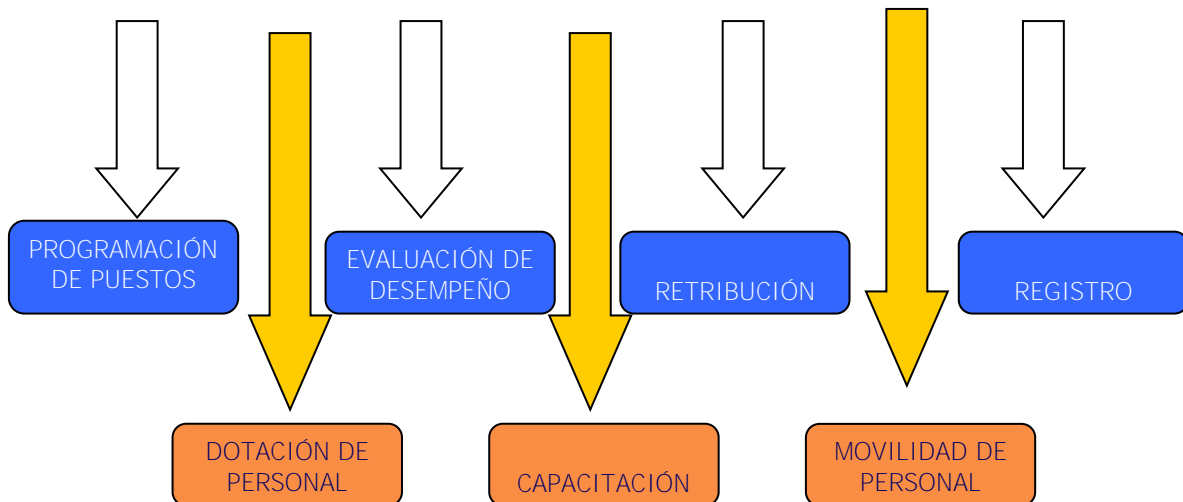 PROGRAMACIÓN
DE PUESTOS
EVALUACIÓN DE
DESEMPEÑO
RETRIBUCIÓN
REGISTRO
DOTACIÓN DE
PERSONAL
CAPACITACIÓN
MOVILIDAD DE
PERSONAL